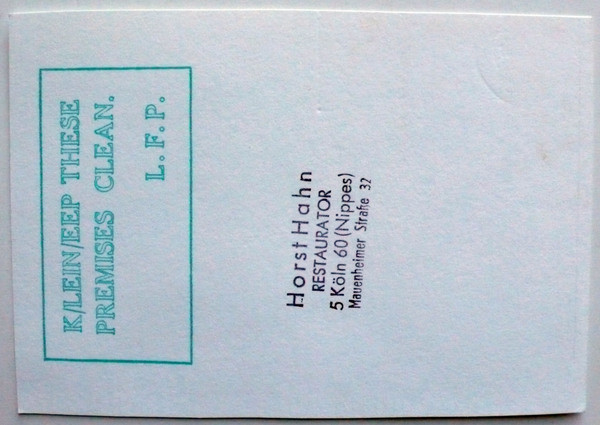 K/LEIN/EEP THESE
PREMISES CLEAN.
L.F.P.
Horst Hahn
RESTAURATOR
5 Köln 60 (Nippes)
Mauenheimer Straße 32